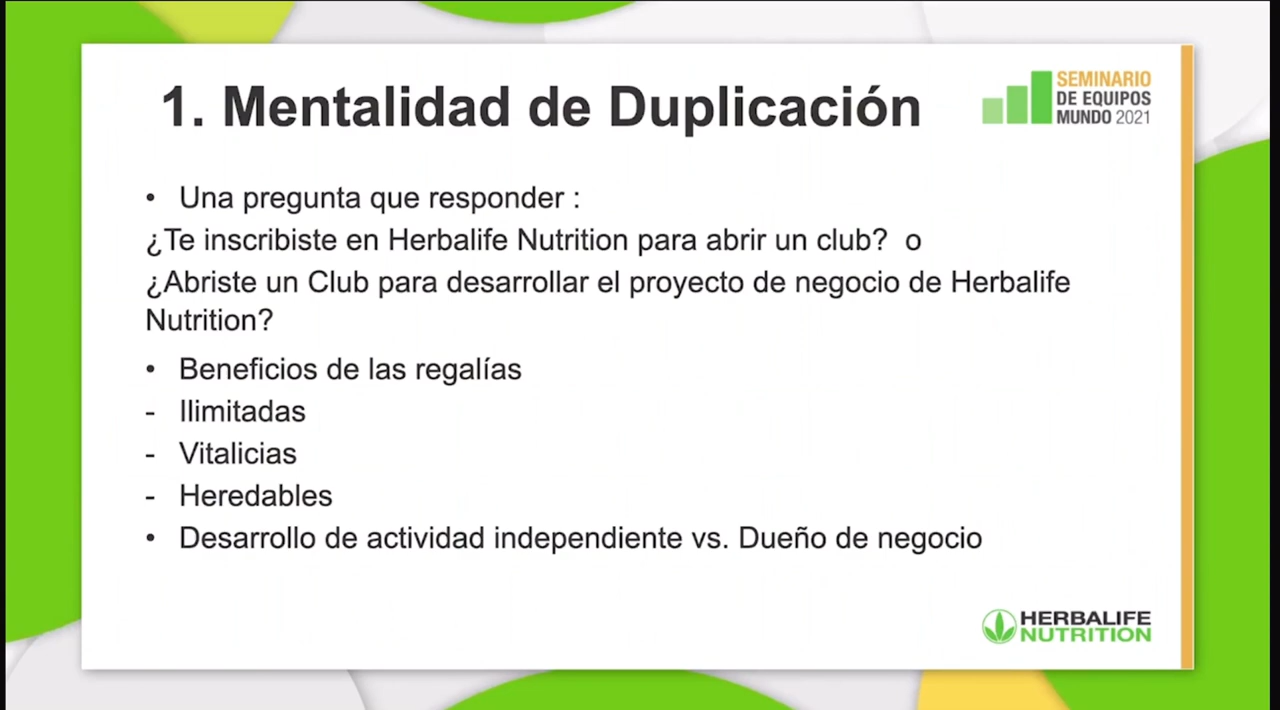 1. Mentalidad de Duplicación
SEMINARIO
DE EQUIPOS
MUNDO 2021
• Una pregunta que responder :
¿Te inscribiste en Herbalife Nutrition para abrir un club?  o
¿Abriste un Club para desarrollar el proyecto de negocio de Herbalife
Nutrition?
• Beneficios de las regalías
- Ilimitadas
- Vitalicias
- Heredables
• Desarrollo de actividad independiente vs. Dueño de negocio
HERBALIFE
NUTRITION